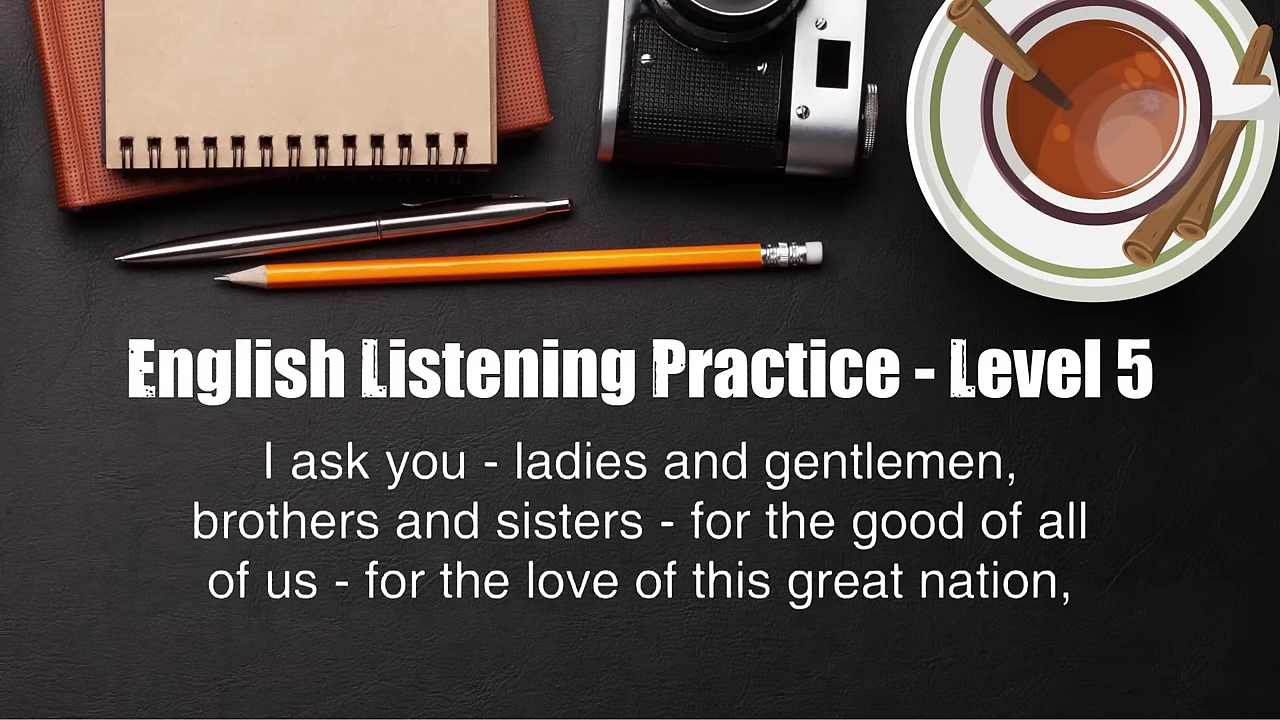 English Listening Practice - Level 5
I ask you - ladies and gentlemen,
brothers and sisters - for the good of all
of us - for the love of this great nation,